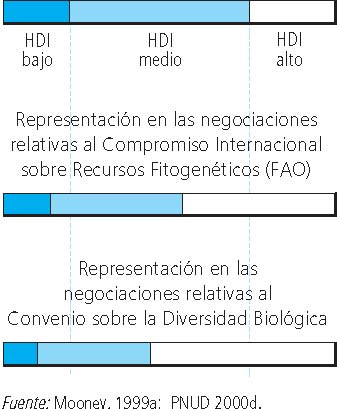 HDI HDI HDI
bajo medio alto
Representación en las negociaciones
relativas al Compromiso Internacional
sobre Recursos Fitogenéticos (FAO)
Representación en las
negociaciones relativas al
Convenio sobre la Diversidad Biológica
Fuente: Mooney, 1999a; PNUD 2000d.